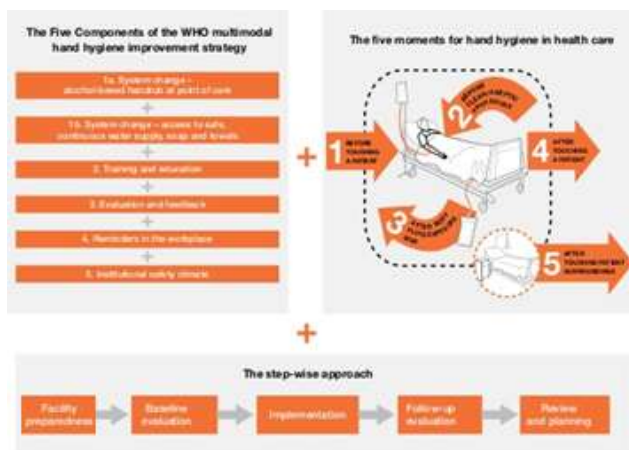 The Five Components of the WHO multimodal
hand hygiene improvement strategy
1a. System change –
alcohol-based handrub at point of care
+
1b. System change – access to safe,
continuous water supply, soap and towels
+
2. Training and education
+
3. Evaluation and feedback
+
4. Reminders in the workplace
+
5. Institutional safety climate
+
The five moments for hand hygiene in health care
1
BEFORE
TOUCHING
A PATIENT
2
BEFORE
CLEAN/ASEPTIC
PROCEDURE
3
AFTER BODY
FLUID EXPOSURE
RISK
4
AFTER
TOUCHING
A PATIENT
5
AFTER
TOUCHING PATIENT
SURROUNDINGS
+
The step-wise approach
Facility
preparedness
Baseline
evaluation
Implementation
Follow-up
evaluation
Review
and planning